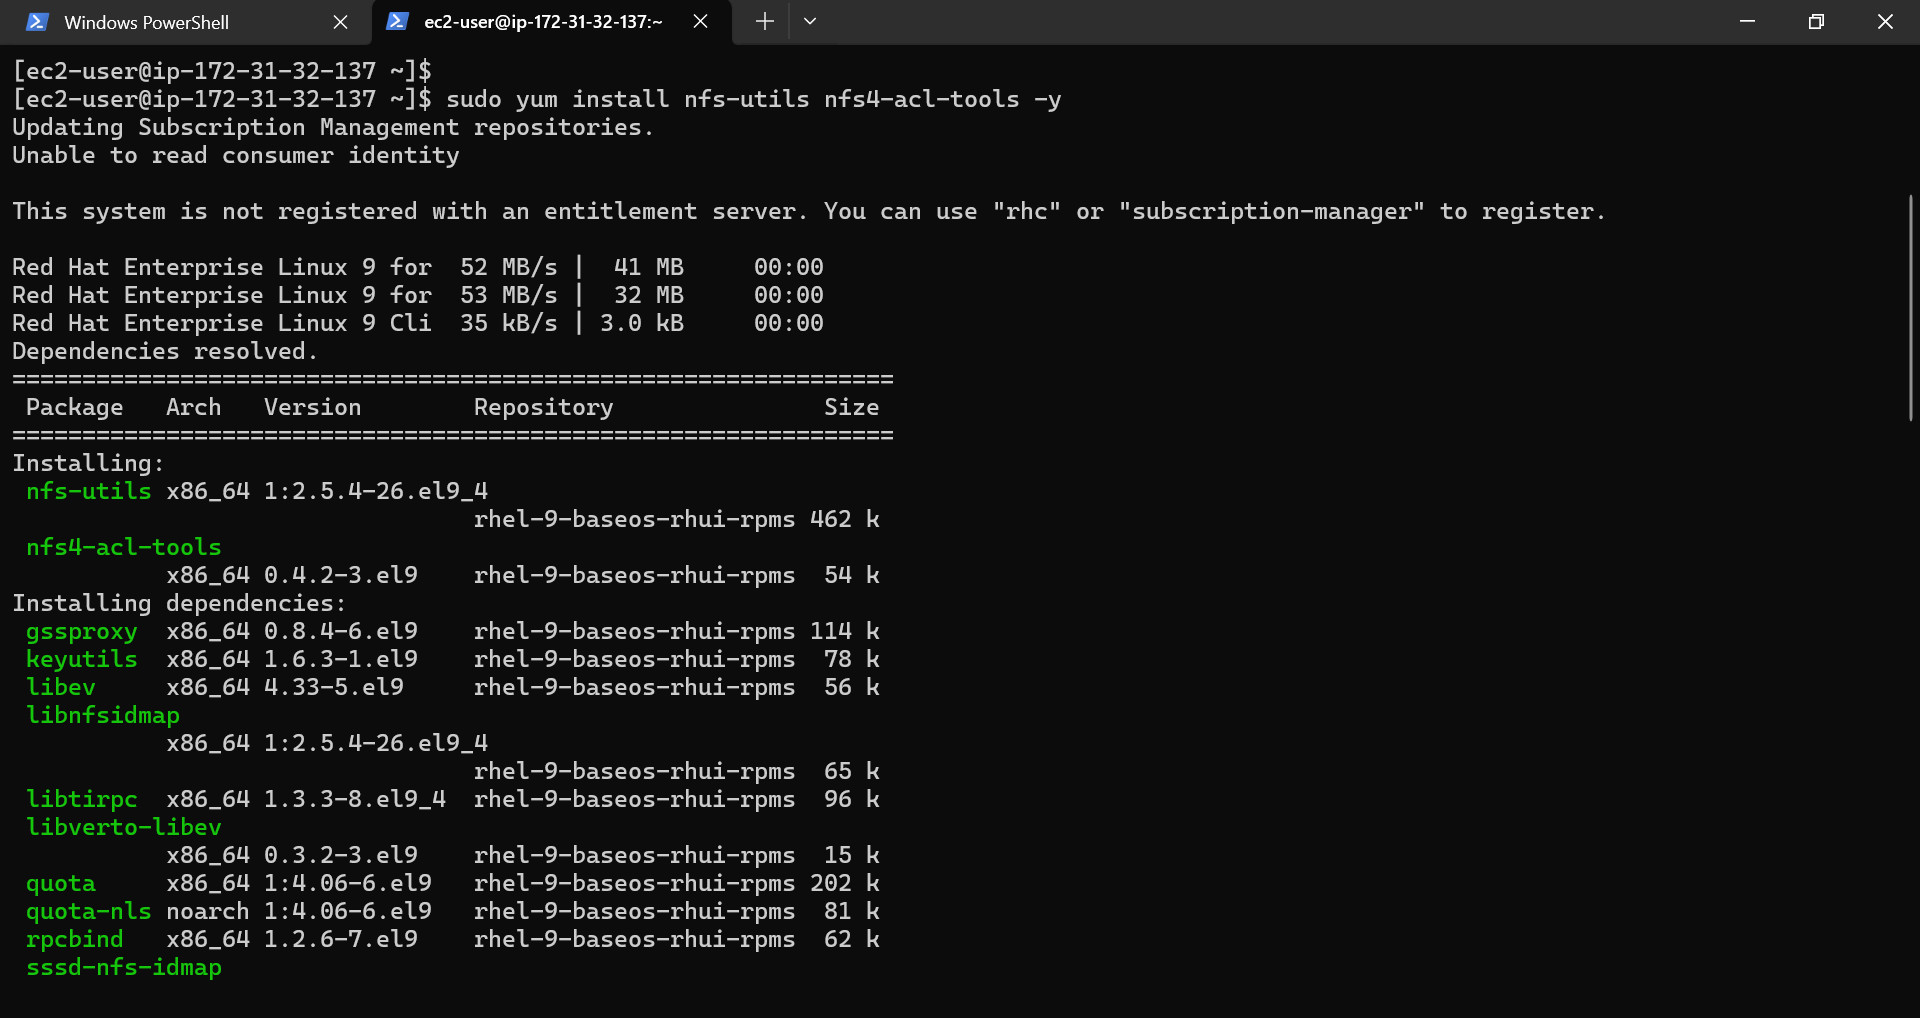 Windows PowerShell
ec2-user@ip-172-31-32-137:~
[ec2-user@ip-172-31-32-137 ~]$
[ec2-user@ip-172-31-32-137 ~]$ sudo yum install nfs-utils nfs4-acl-tools -y
Updating Subscription Management repositories.
Unable to read consumer identity
This system is not registered with an entitlement server. You can use "rhc" or "subscription-manager" to register.
Red Hat Enterprise Linux 9 for  52 MB/s |  41 MB     00:00
Red Hat Enterprise Linux 9 for  53 MB/s |  32 MB     00:00
Red Hat Enterprise Linux 9 Cli  35 kB/s | 3.0 kB     00:00
Dependencies resolved.
===============================================================
 Package   Arch   Version        Repository               Size
===============================================================
Installing:
 nfs-utils x86_64 1:2.5.4-26.el9_4
                                 rhel-9-baseos-rhui-rpms 462 k
 nfs4-acl-tools
           x86_64 0.4.2-3.el9    rhel-9-baseos-rhui-rpms  54 k
Installing dependencies:
 gssproxy  x86_64 0.8.4-6.el9    rhel-9-baseos-rhui-rpms 114 k
 keyutils  x86_64 1.6.3-1.el9    rhel-9-baseos-rhui-rpms  78 k
 libev     x86_64 4.33-5.el9     rhel-9-baseos-rhui-rpms  56 k
 libnfsidmap
           x86_64 1:2.5.4-26.el9_4
                                 rhel-9-baseos-rhui-rpms  65 k
 libtirpc  x86_64 1.3.3-8.el9_4  rhel-9-baseos-rhui-rpms  96 k
 libverto-libev
           x86_64 0.3.2-3.el9    rhel-9-baseos-rhui-rpms  15 k
 quota     x86_64 1:4.06-6.el9   rhel-9-baseos-rhui-rpms 202 k
 quota-nls noarch 1:4.06-6.el9   rhel-9-baseos-rhui-rpms  81 k
 rpcbind   x86_64 1.2.6-7.el9    rhel-9-baseos-rhui-rpms  62 k
 sssd-nfs-idmap